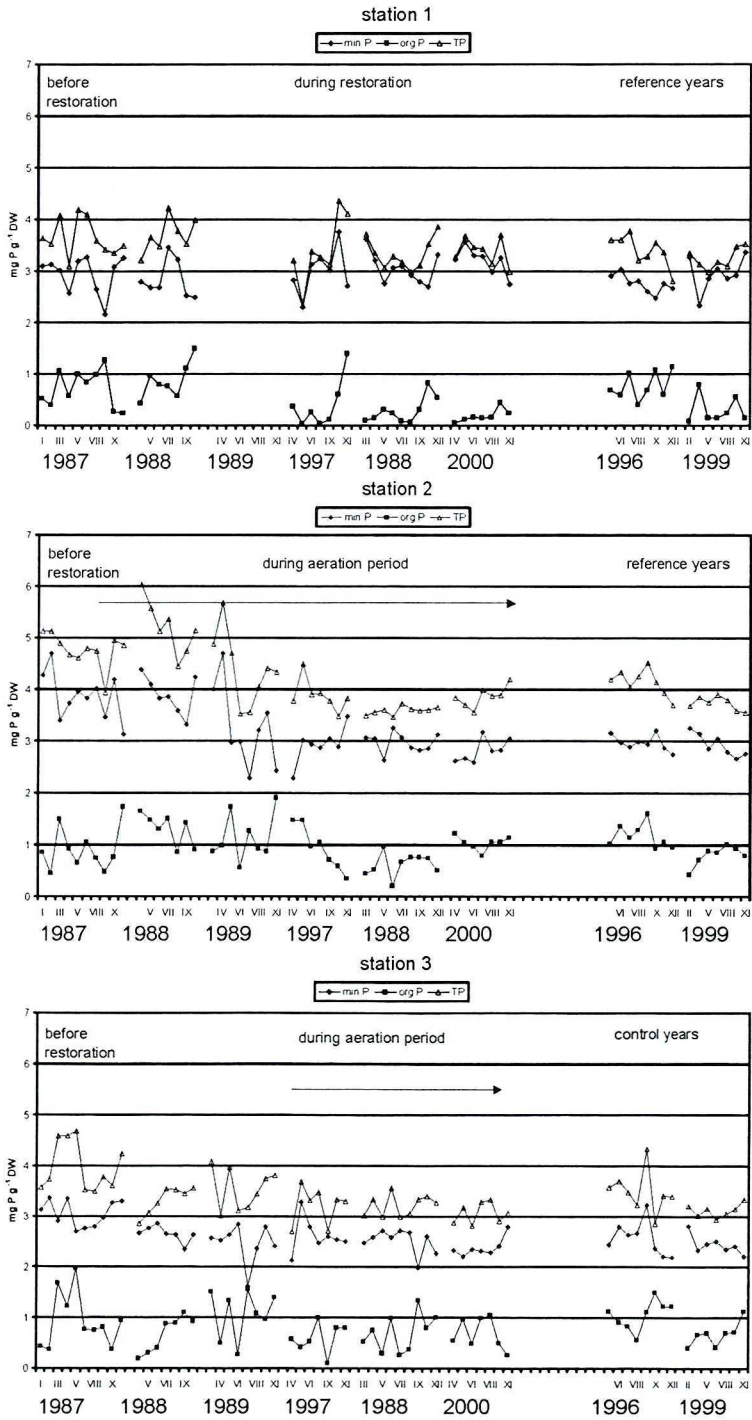 station 1
min P org P TP
7
before restoration during restoration reference years
6
5
4
mg P g⁻¹ DW
3
2
1
0
I III V VIII X V VII IX IV VI VIII XI IV VI IX XI III V VII IX XII IV VI VIII XI VI VIII X XII II V VIII XI
1987 1988 1989 1997 1988 2000 1996 1999
station 2
min P org P TP
7
before restoration during aeration period reference years
6
5
4
mg P g⁻¹ DW
3
2
1
0
I III V VIII X V VII IX IV VI VIII XI IV VI IX XI III V VII IX XII IV VI VIII XI VI VIII X XII II V VIII XI
1987 1988 1989 1997 1988 2000 1996 1999
station 3
min P org P TP
7
before restoration during aeration period control years
6
5
4
mg P g⁻¹ DW
3
2
1
0
I III V VIII X V VII IX IV VI VIII XI IV VI IX XI III V VII IX XII IV VI VIII XI VI VIII X XII II V VIII XI
1987 1988 1989 1997 1988 2000 1996 1999